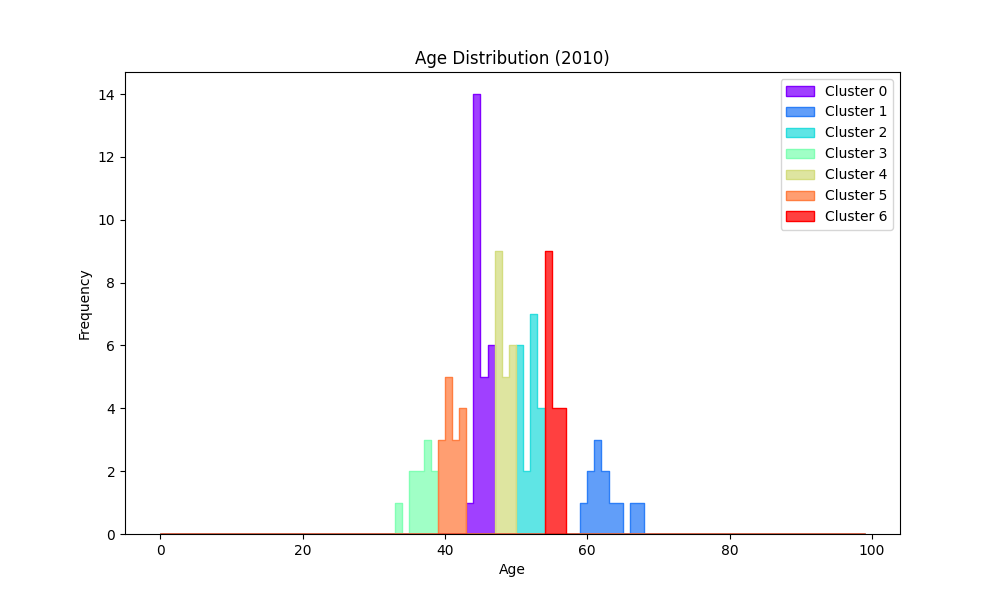 Age Distribution (2010)
Cluster 0
Cluster 1
Cluster 2
Cluster 3
Cluster 4
Cluster 5
Cluster 6
Frequency
14
12
10
8
6
4
2
0
0 20 40 60 80 100
Age